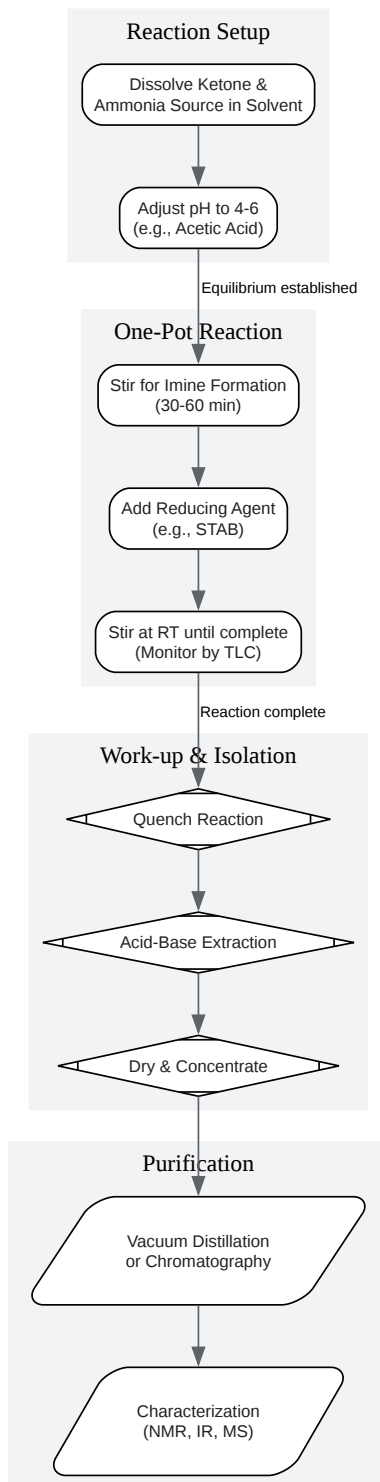 Reaction Setup
Dissolve Ketone &
Ammonia Source in Solvent
Adjust pH to 4-6
(e.g., Acetic Acid)
Equilibrium established
One-Pot Reaction
Stir for Imine Formation
(30-60 min)
Add Reducing Agent
(e.g., STAB)
Stir at RT until complete
(Monitor by TLC)
Reaction complete
Work-up & Isolation
Quench Reaction
Acid-Base Extraction
Dry & Concentrate
Purification
Vacuum Distillation
or Chromatography
Characterization
(NMR, IR, MS)